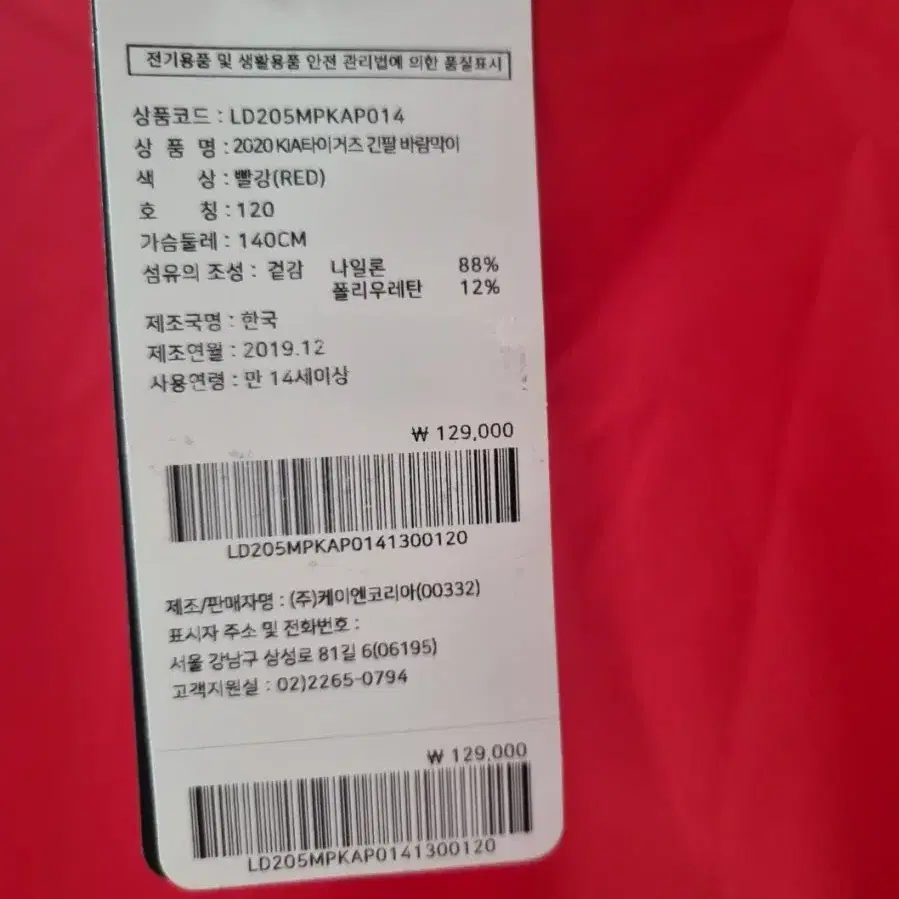 전기용품 및 생활용품 안전 관리법에 의한 품질표시
상품코드 : LD205MPKAP014
상 품 명 : 2020 KIA타이거즈 긴팔 바람막이
색 상 : 빨강(RED)
호 칭 : 120
가슴둘레 : 140CM
섬유의 조성 : 겉감 나일론 88%
폴리우레탄 12%
제조국명 : 한국
제조연월 : 2019.12
사용연령 : 만 14세이상
₩ 129,000
LD205MPKAP0141300120
제조/판매자명 : (주)케이엔코리아(00332)
표시자 주소 및 전화번호 :
서울 강남구 삼성로 81길 6(06195)
고객지원실 : 02)2265-0794
₩ 129,000
LD205MPKAP0141300120